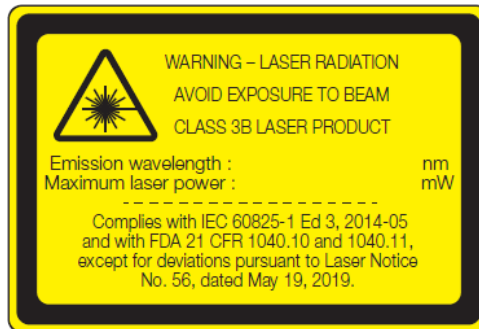 WARNING – LASER RADIATION
AVOID EXPOSURE TO BEAM
CLASS 3B LASER PRODUCT
Emission wavelength : nm
Maximum laser power : mW
Complies with IEC 60825-1 Ed 3, 2014-05
and with FDA 21 CFR 1040.10 and 1040.11,
except for deviations pursuant to Laser Notice
No. 56, dated May 19, 2019.